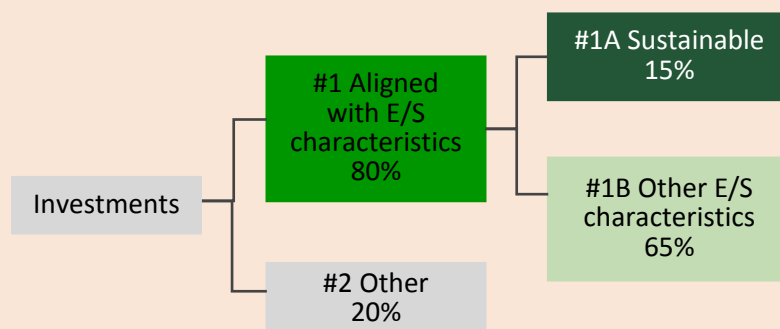 Investments
#1 Aligned
with E/S
characteristics
80%
#2 Other
20%
#1A Sustainable
15%
#1B Other E/S
characteristics
65%